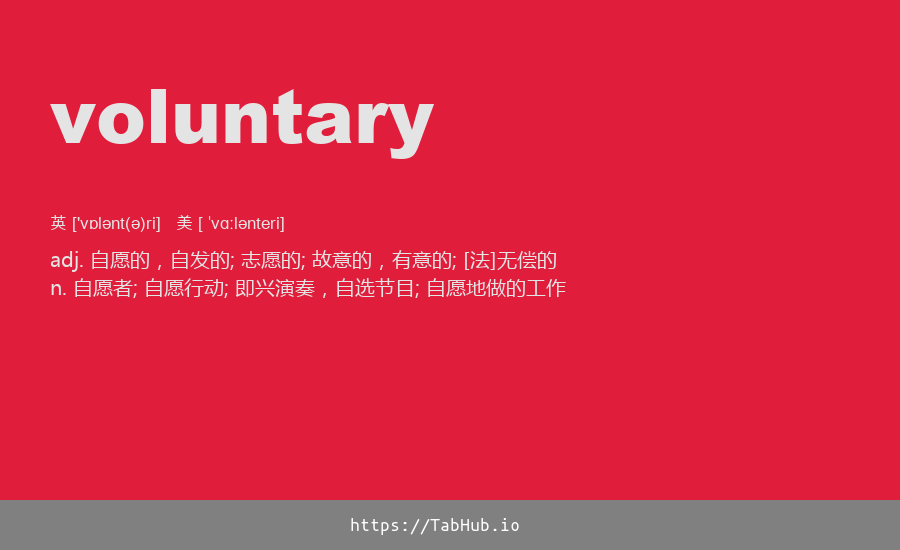 voluntary
英 ['vɒlənt(ə)ri] 美 [ ˈvɑːlənteri]
adj. 自愿的，自发的; 志愿的; 故意的，有意的; [法]无偿的
n. 自愿者; 自愿行动; 即兴演奏，自选节目; 自愿地做的工作
https://TabHub.io